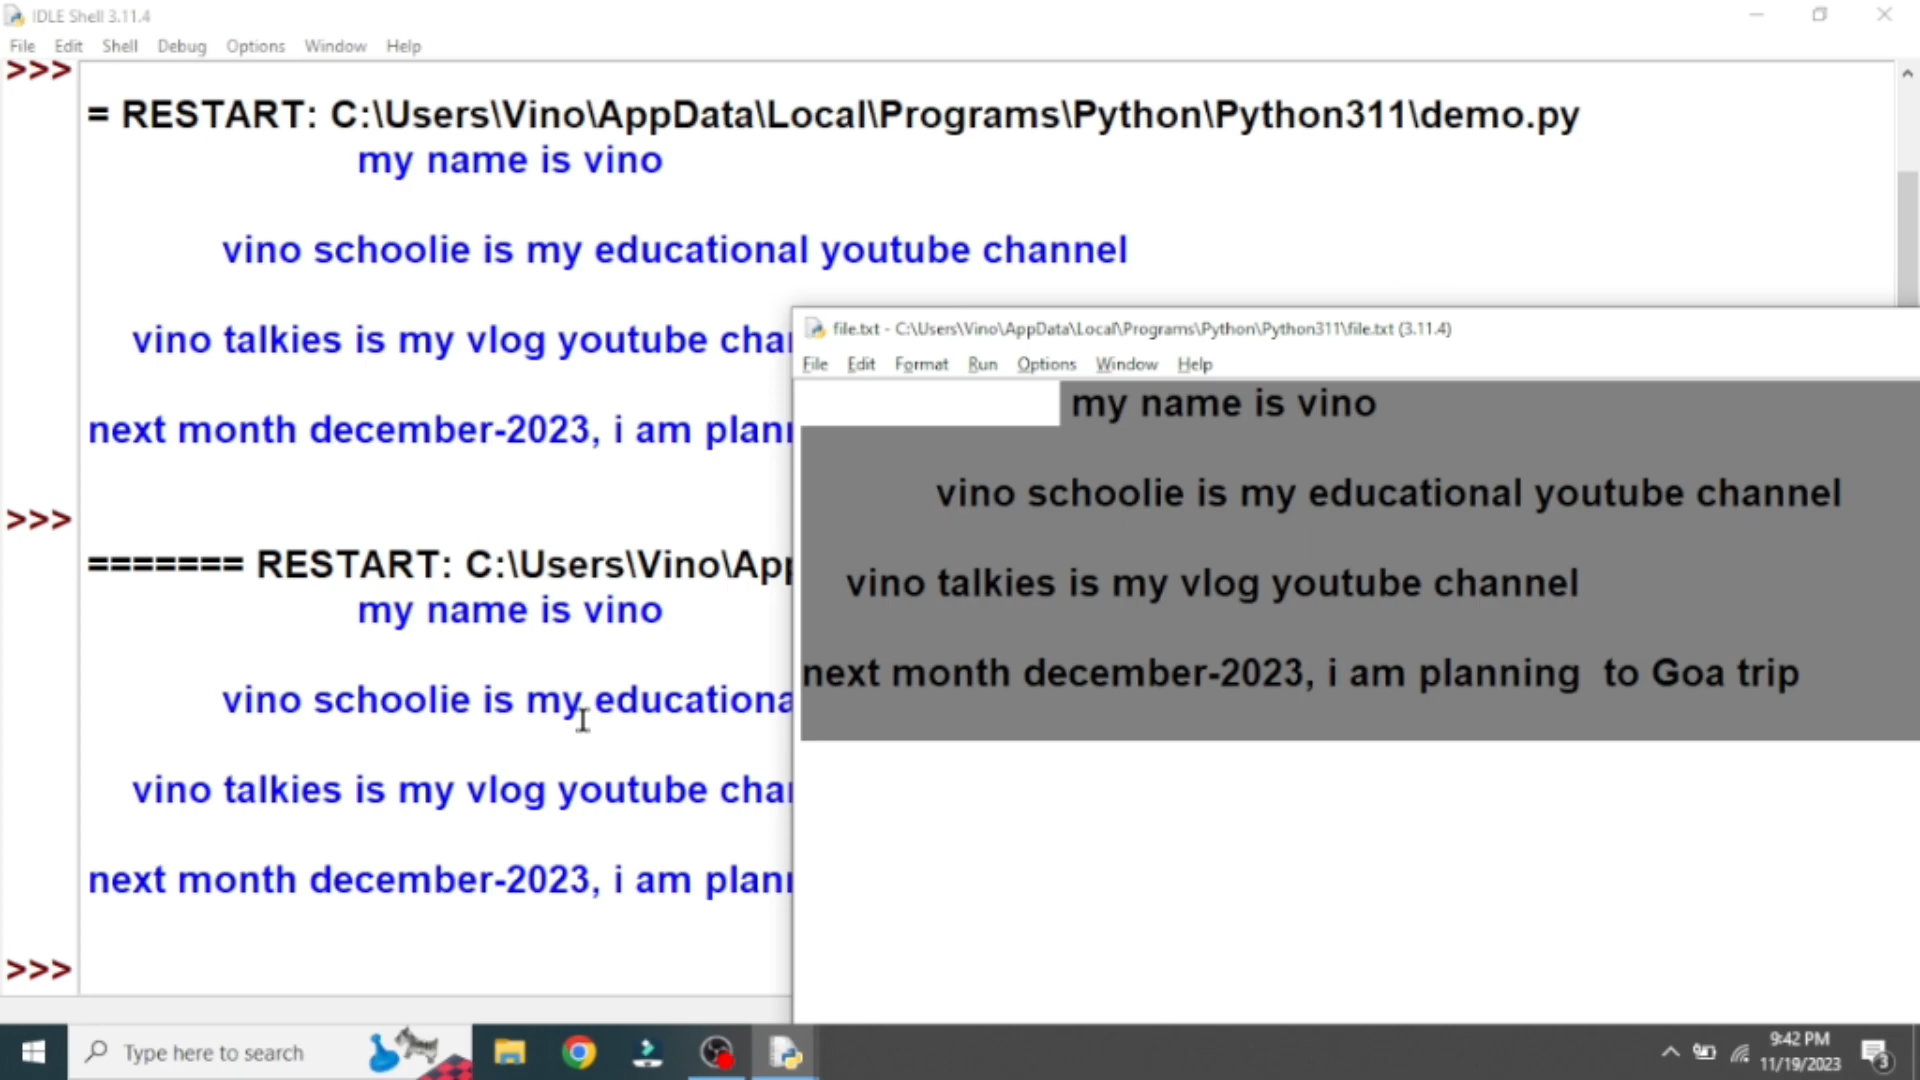 IDLE Shell 3.11.4
File Edit Shell Debug Options Window Help
>>>
= RESTART: C:\Users\Vino\AppData\Local\Programs\Python\Python311\demo.py
my name is vino
vino schoolie is my educational youtube channel
vino talkies is my vlog youtube cha
next month december-2023, i am plann
>>>
======= RESTART: C:\Users\Vino\App
my name is vino
vino schoolie is my educationa
vino talkies is my vlog youtube cha
next month december-2023, i am plann
>>>
file.txt - C:\Users\Vino\AppData\Local\Programs\Python\Python311\file.txt (3.11.4)
File Edit Format Run Options Window Help
my name is vino
vino schoolie is my educational youtube channel
vino talkies is my vlog youtube channel
next month december-2023, i am planning  to Goa trip
Type here to search
9:42 PM
11/19/2023
3